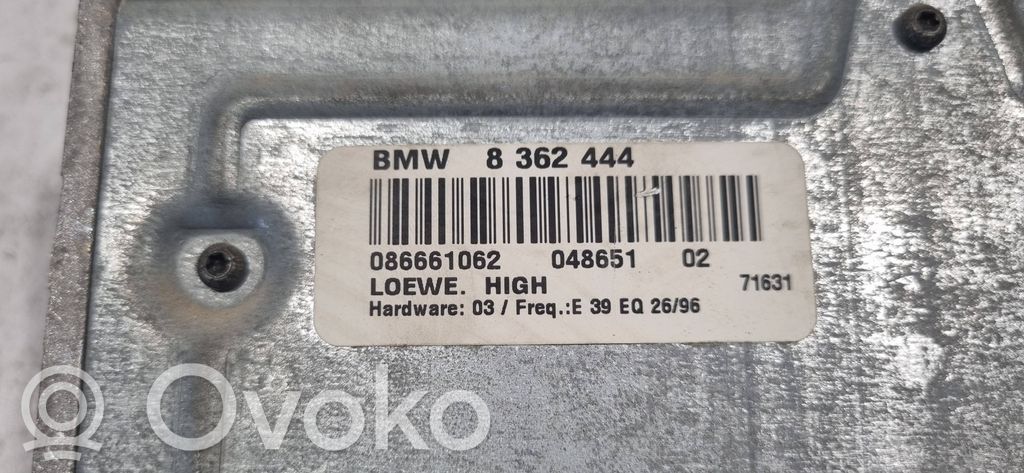 BMW 8 362 444
086661062 048651 02
LOEWE. HIGH 71631
Hardware: 03 / Freq.:E 39 EQ 26/96
Ovoko